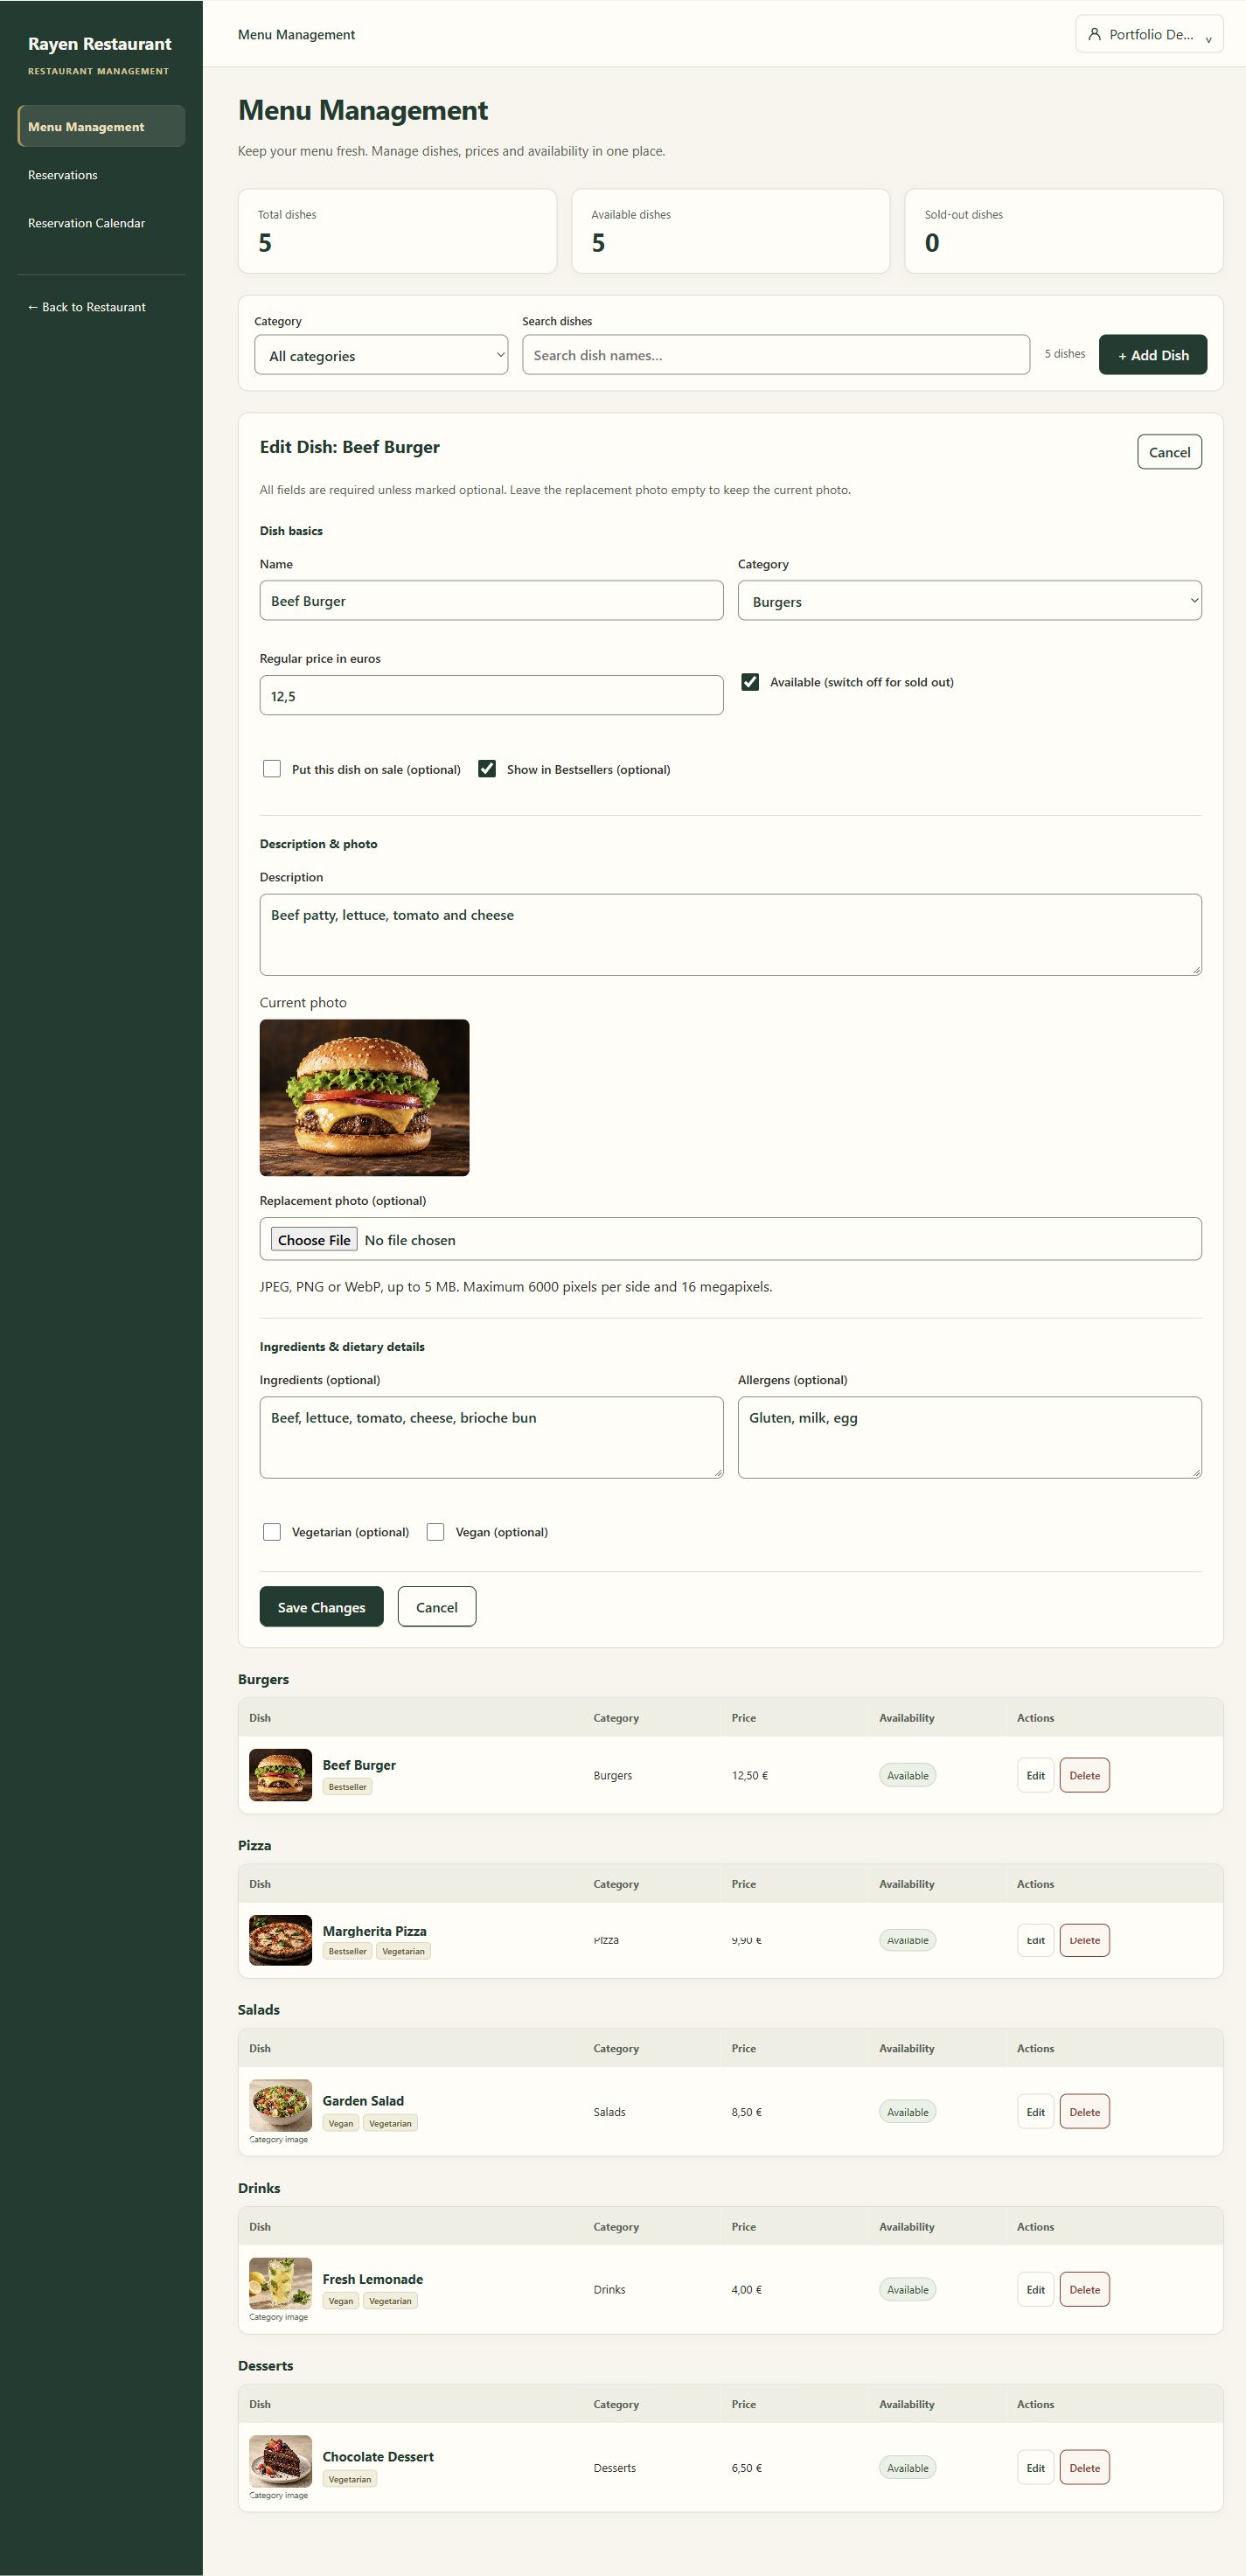 Rayen Restaurant
RESTAURANT MANAGEMENT
Menu Management
Reservations
Reservation Calendar
← Back to Restaurant
Menu Management
Portfolio De... v
Menu Management
Keep your menu fresh. Manage dishes, prices and availability in one place.
Total dishes
5
Available dishes
5
Sold-out dishes
0
Category
All categories
Search dishes
Search dish names...
5 dishes
+ Add Dish
Edit Dish: Beef Burger
Cancel
All fields are required unless marked optional. Leave the replacement photo empty to keep the current photo.
Dish basics
Name
Beef Burger
Category
Burgers
Regular price in euros
12,5
Available (switch off for sold out)
Put this dish on sale (optional)
Show in Bestsellers (optional)
Description & photo
Description
Beef patty, lettuce, tomato and cheese
Current photo
Replacement photo (optional)
Choose File No file chosen
JPEG, PNG or WebP, up to 5 MB. Maximum 6000 pixels per side and 16 megapixels.
Ingredients & dietary details
Ingredients (optional)
Beef, lettuce, tomato, cheese, brioche bun
Allergens (optional)
Gluten, milk, egg
Vegetarian (optional)
Vegan (optional)
Save Changes
Cancel
Burgers
Dish Category Price Availability Actions
Beef Burger
Bestseller
Burgers 12,50 € Available Edit Delete
Pizza
Dish Category Price Availability Actions
Margherita Pizza
Bestseller Vegetarian
Pizza 9,90 € Available Edit Delete
Salads
Dish Category Price Availability Actions
Garden Salad
Vegan Vegetarian
Category image
Salads 8,50 € Available Edit Delete
Drinks
Dish Category Price Availability Actions
Fresh Lemonade
Vegan Vegetarian
Category image
Drinks 4,00 € Available Edit Delete
Desserts
Dish Category Price Availability Actions
Chocolate Dessert
Vegetarian
Category image
Desserts 6,50 € Available Edit Delete